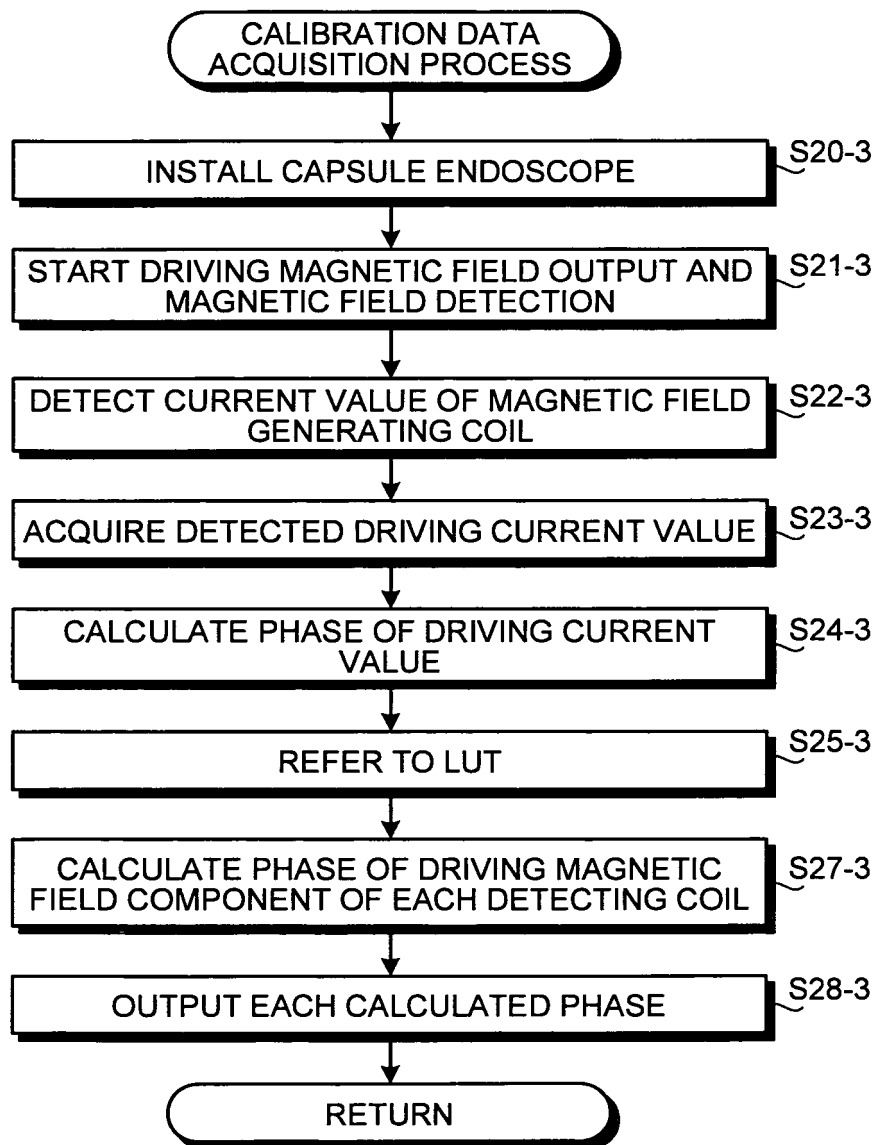 CALIBRATION DATA
ACQUISITION PROCESS
INSTALL CAPSULE ENDOSCOPE
S20-3
START DRIVING MAGNETIC FIELD OUTPUT AND
MAGNETIC FIELD DETECTION
S21-3
DETECT CURRENT VALUE OF MAGNETIC FIELD
GENERATING COIL
S22-3
ACQUIRE DETECTED DRIVING CURRENT VALUE
S23-3
CALCULATE PHASE OF DRIVING CURRENT
VALUE
S24-3
REFER TO LUT
S25-3
CALCULATE PHASE OF DRIVING MAGNETIC
FIELD COMPONENT OF EACH DETECTING COIL
S27-3
OUTPUT EACH CALCULATED PHASE
S28-3
RETURN